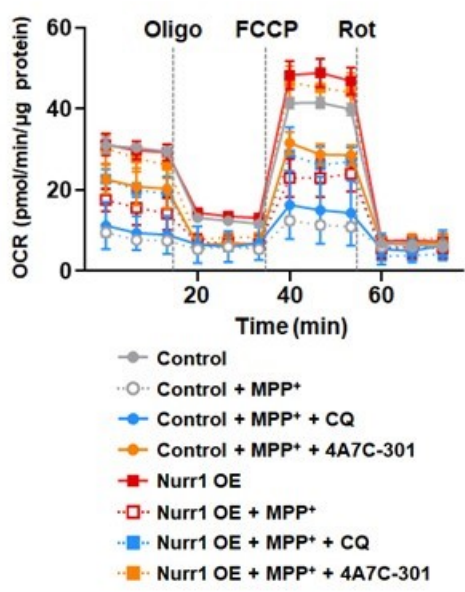 Oligo FCCP Rot
OCR (pmol/min/µg protein)
60
40
20
0
20 40 60
Time (min)
Control
Control + MPP⁺
Control + MPP⁺ + CQ
Control + MPP⁺ + 4A7C-301
Nurr1 OE
Nurr1 OE + MPP⁺
Nurr1 OE + MPP⁺ + CQ
Nurr1 OE + MPP⁺ + 4A7C-301